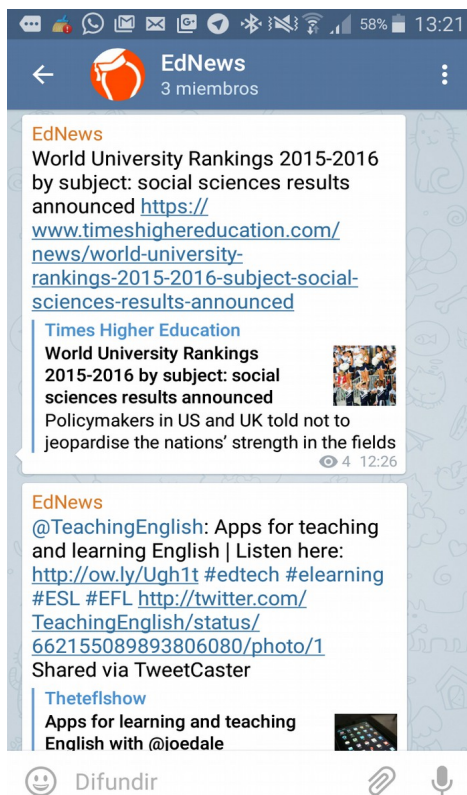 58% 13:21
EdNews
3 miembros
EdNews
World University Rankings 2015-2016
by subject: social sciences results
announced https://
www.timeshighereducation.com/
news/world-university-
rankings-2015-2016-subject-social-
sciences-results-announced
Times Higher Education
World University Rankings
2015-2016 by subject: social
sciences results announced
Policymakers in US and UK told not to
jeopardise the nations' strength in the fields
4 12:26
EdNews
@TeachingEnglish: Apps for teaching
and learning English | Listen here:
http://ow.ly/Ugh1t #edtech #elearning
#ESL #EFL http://twitter.com/
TeachingEnglish/status/
662155089893806080/photo/1
Shared via TweetCaster
Theteflshow
Apps for learning and teaching
English with @joedale
Difundir